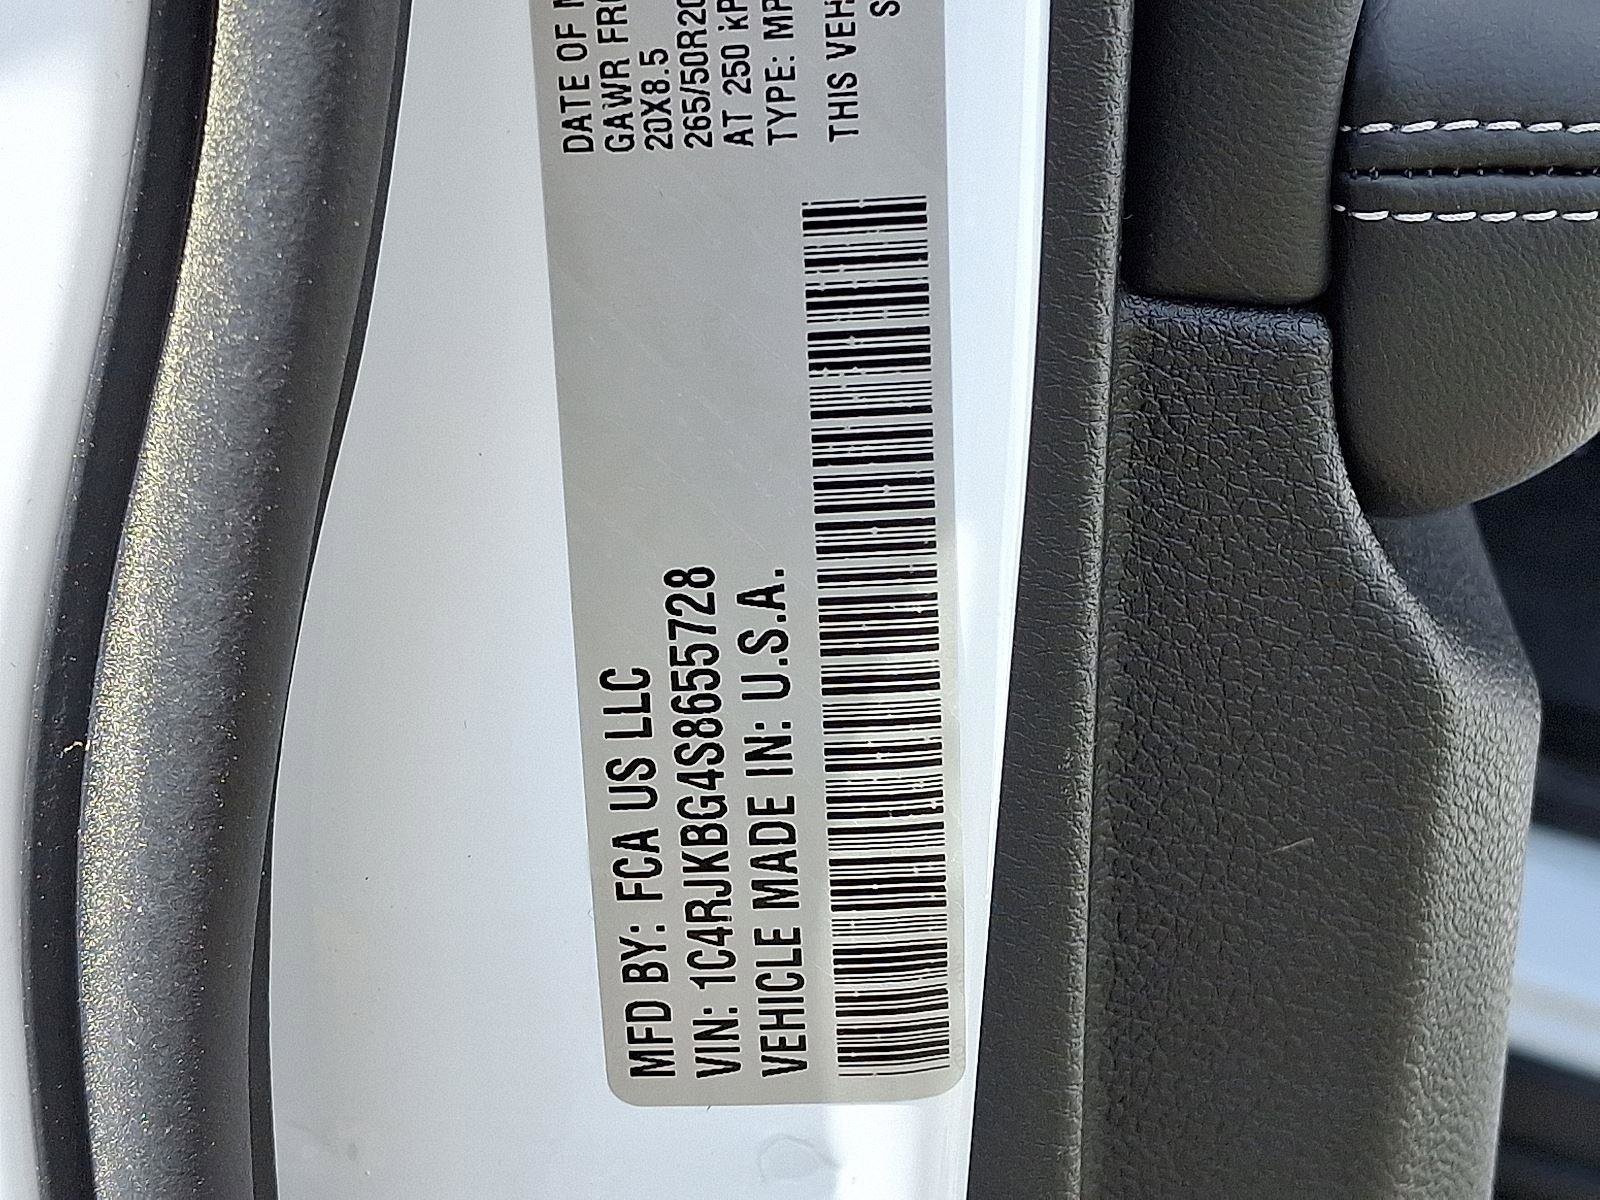 MFD BY: FCA US LLC
VIN: 1C4RJKBG4S8655728
VEHICLE MADE IN: U.S.A.
DATE OF
GAWR
20X8.5
265/50R20
AT 250 kP
TYPE: MP
THIS VEH
S